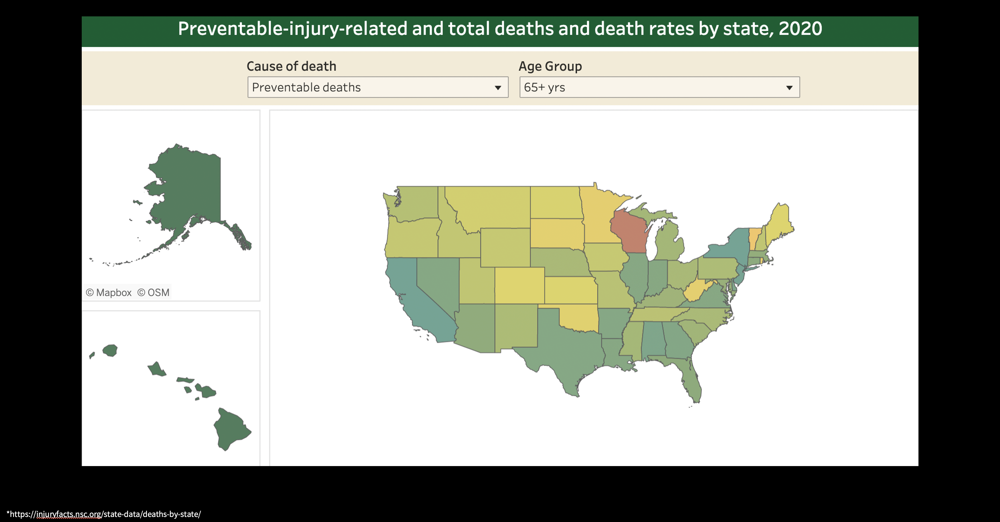 Preventable-injury-related and total deaths and death rates by state, 2020
Cause of death
Age Group
Preventable deaths
65+ yrs
© Mapbox © OSM
*https://injuryfacts.nsc.org/state-data/deaths-by-state/